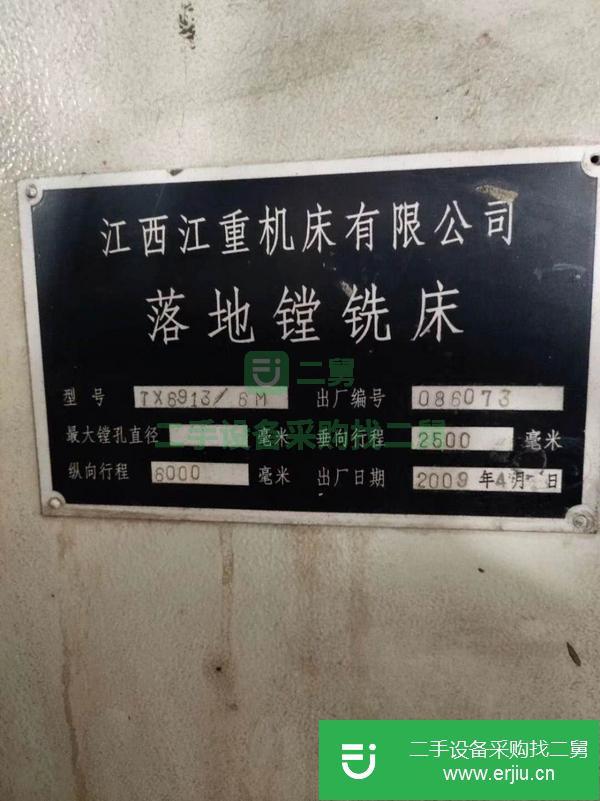 江西江重机床有限公司
落地镗铣床
二舅
型号 TX6913/6M 出厂编号 086073
最大镗孔直径 毫米 垂向行程 2500 毫米
二手设备采购找二舅
纵向行程 6000 毫米 出厂日期 2009 年 4 月 日
二手设备采购找二舅
www.erjiu.cn